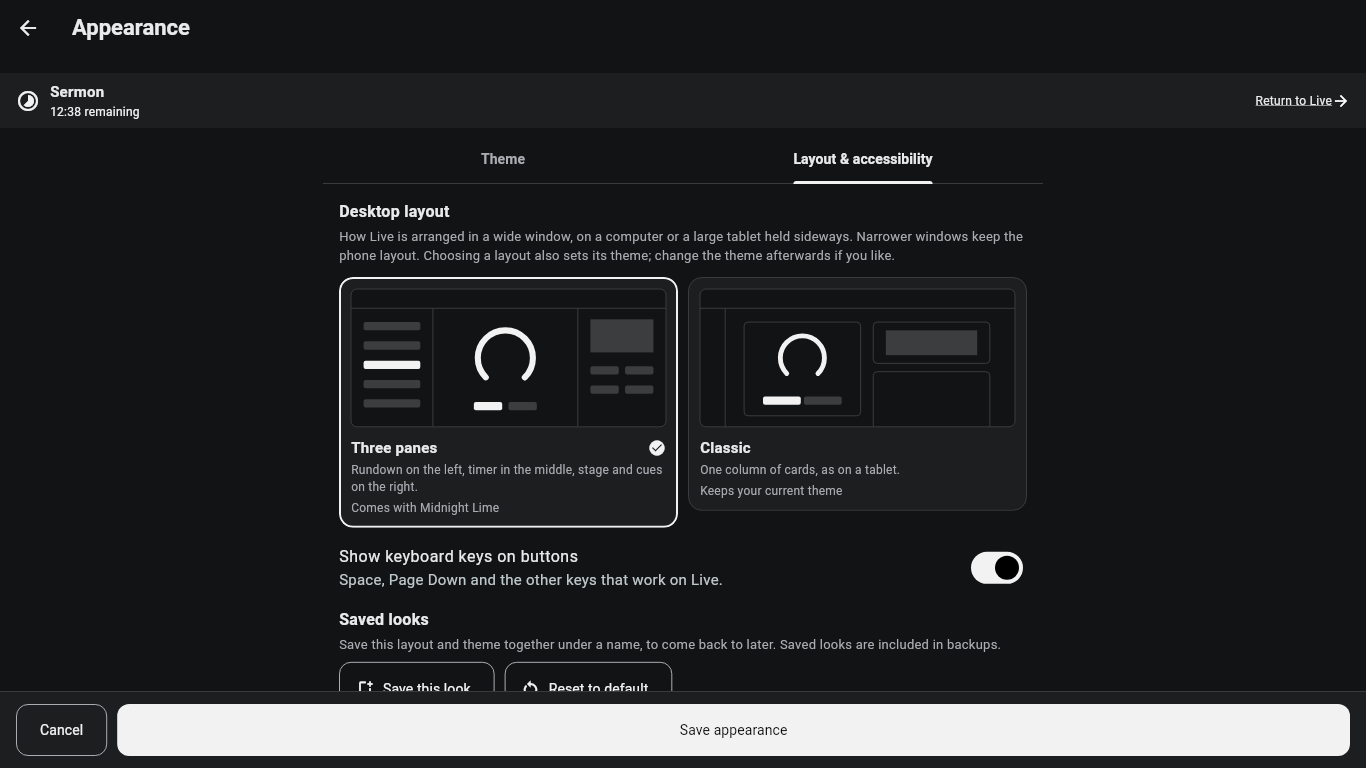 Appearance
Sermon
12:38 remaining
Return to Live
Theme
Layout & accessibility
Desktop layout
How Live is arranged in a wide window, on a computer or a large tablet held sideways. Narrower windows keep the
phone layout. Choosing a layout also sets its theme; change the theme afterwards if you like.
Three panes
Rundown on the left, timer in the middle, stage and cues
on the right.
Comes with Midnight Lime
Classic
One column of cards, as on a tablet.
Keeps your current theme
Show keyboard keys on buttons
Space, Page Down and the other keys that work on Live.
Saved looks
Save this layout and theme together under a name, to come back to later. Saved looks are included in backups.
Save this look
Reset to default
Cancel
Save appearance